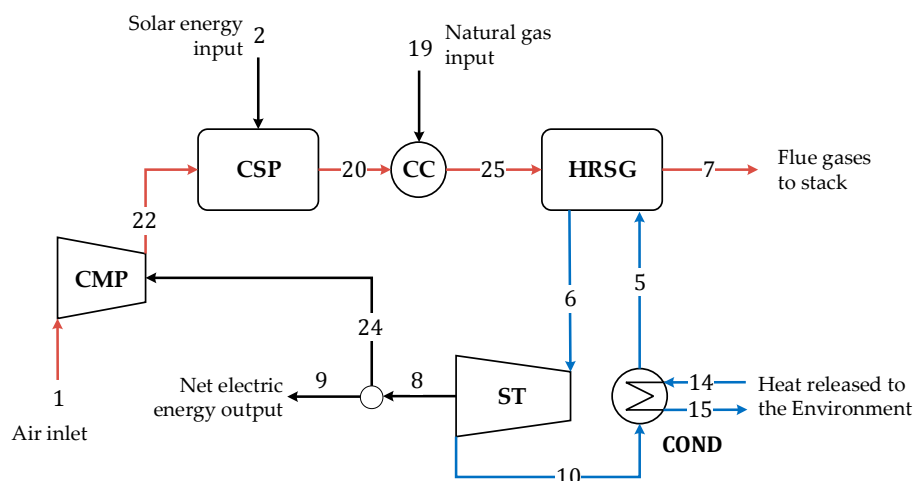 Solar energy
input
2
19
Natural gas
input
CSP
20
CC
25
HRSG
7
Flue gases
to stack
22
CMP
24
6
5
1
Air inlet
Net electric
energy output
9
8
ST
14
15
Heat released to
the Environment
COND
10